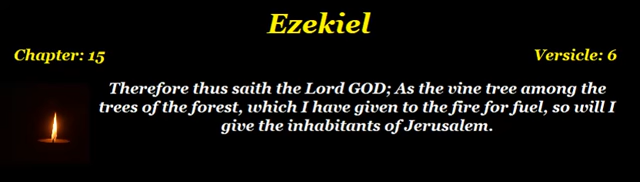 Ezekiel
Chapter: 15
Versicle: 6
Therefore thus saith the Lord GOD; As the vine tree among the
trees of the forest, which I have given to the fire for fuel, so will I
give the inhabitants of Jerusalem.